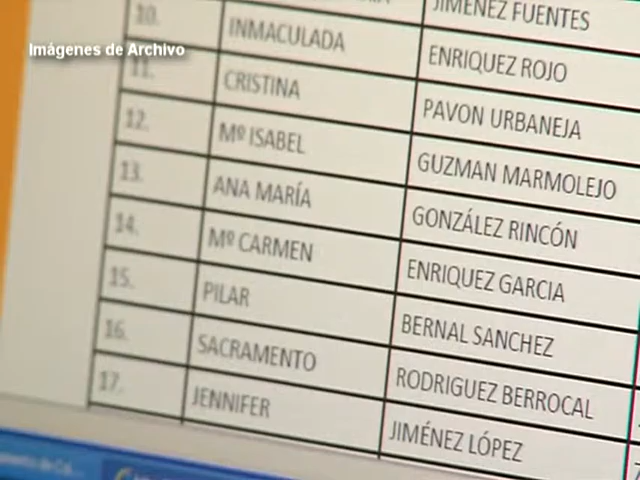 JIMENEZ FUENTES
Imágenes de Archivo
10. INMACULADA ENRIQUEZ ROJO
11. CRISTINA PAVON URBANEJA
12. Mº ISABEL GUZMAN MARMOLEJO
13. ANA MARÍA GONZÁLEZ RINCÓN
14. Mº CARMEN ENRIQUEZ GARCIA
15. PILAR BERNAL SANCHEZ
16. SACRAMENTO RODRIGUEZ BERROCAL
17. JENNIFER JIMÉNEZ LÓPEZ